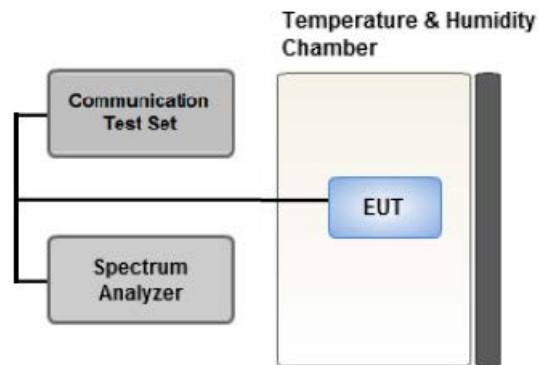 Temperature & Humidity
Chamber
Communication
Test Set
EUT
Spectrum
Analyzer